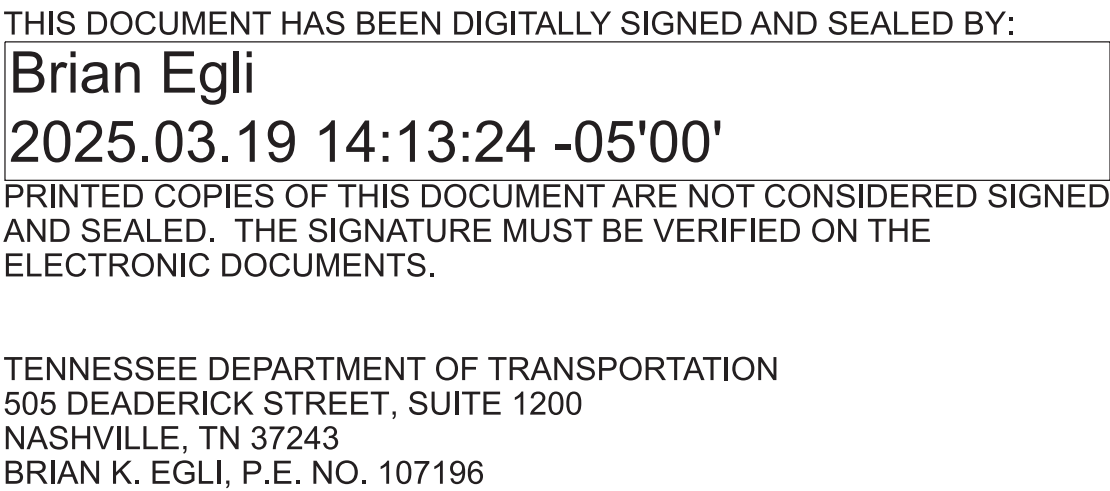 THIS DOCUMENT HAS BEEN DIGITALLY SIGNED AND SEALED BY:
Brian Egli
2025.03.19 14:13:24 -05'00'
PRINTED COPIES OF THIS DOCUMENT ARE NOT CONSIDERED SIGNED
AND SEALED.  THE SIGNATURE MUST BE VERIFIED ON THE
ELECTRONIC DOCUMENTS.
TENNESSEE DEPARTMENT OF TRANSPORTATION
505 DEADERICK STREET, SUITE 1200
NASHVILLE, TN 37243
BRIAN K. EGLI, P.E. NO. 107196